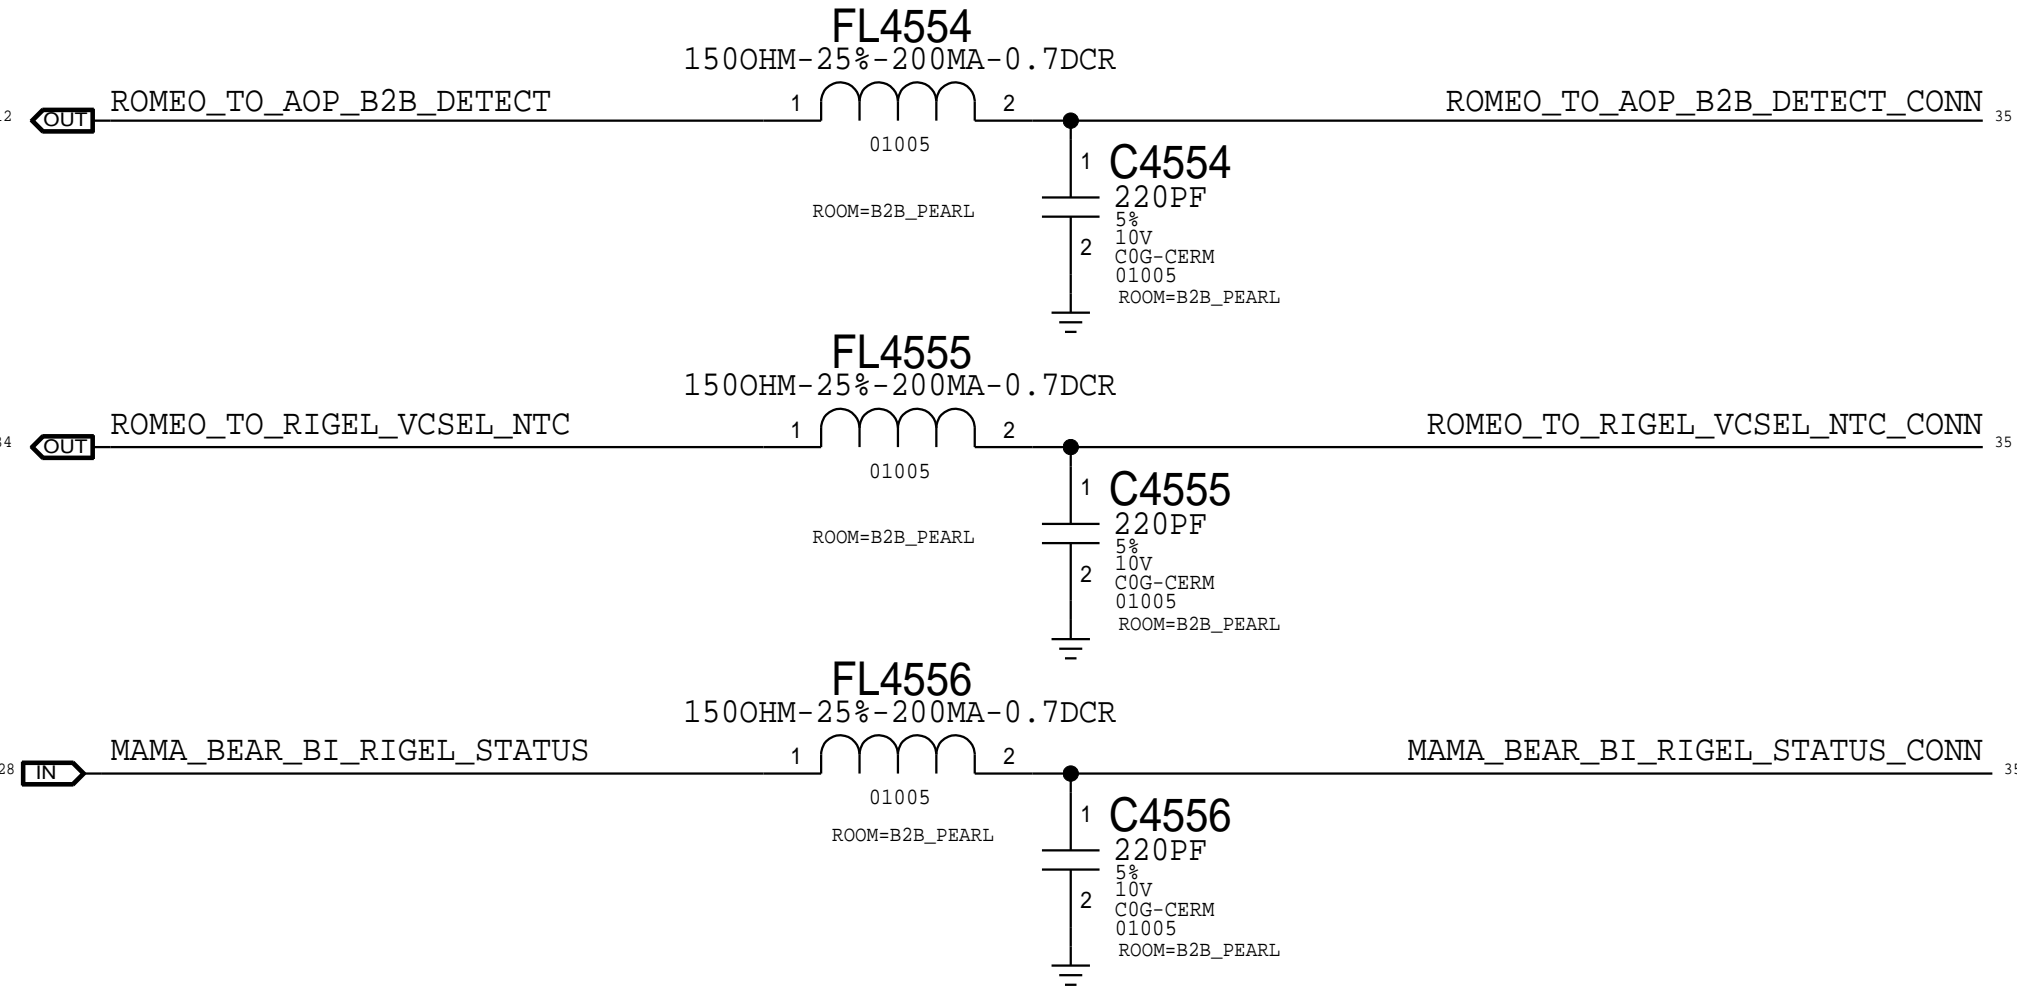 FL4554
150OHM-25%-200MA-0.7DCR
ROMEO_TO_AOP_B2B_DETECT
1
2
ROMEO_TO_AOP_B2B_DETECT_CONN
OUT
35
01005
1
C4554
220PF
ROOM=B2B_PEARL
5%
10V
2
C0G-CERM
01005
ROOM=B2B_PEARL
FL4555
150OHM-25%-200MA-0.7DCR
ROMEO_TO_RIGEL_VCSEL_NTC
1
2
ROMEO_TO_RIGEL_VCSEL_NTC_CONN
OUT
35
01005
1
C4555
220PF
ROOM=B2B_PEARL
5%
10V
2
C0G-CERM
01005
ROOM=B2B_PEARL
FL4556
150OHM-25%-200MA-0.7DCR
MAMA_BEAR_BI_RIGEL_STATUS
1
2
MAMA_BEAR_BI_RIGEL_STATUS_CONN
28
IN
01005
1
C4556
ROOM=B2B_PEARL
220PF
5%
10V
2
C0G-CERM
01005
ROOM=B2B_PEARL